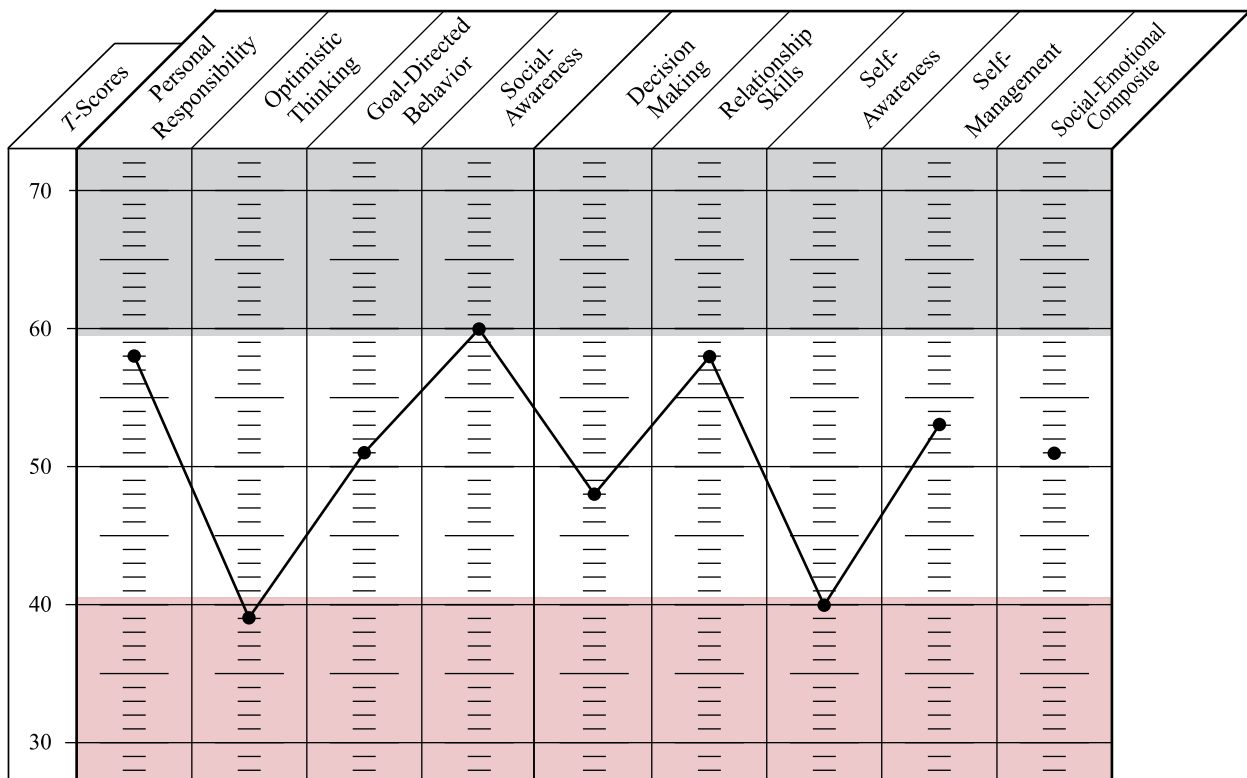 T-Scores
Personal
Responsibility
Optimistic
Thinking
Goal-Directed
Behavior
Social-
Awareness
Decision
Making
Relationship
Skills
Self-
Awareness
Self-
Management
Social-Emotional
Composite
70
60
50
40
30